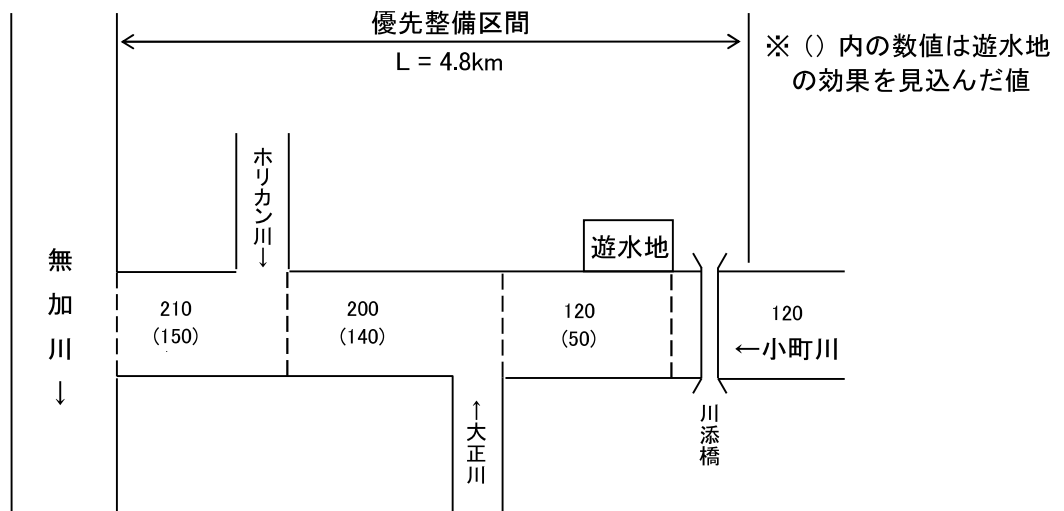 優先整備区間
L = 4.8km
※()内の数値は遊水地
の効果を見込んだ値
ホリカン川→
遊水地
無加川→
210
(150)
200
(140)
120
(50)
120
←小町川
←大正川
川添橋